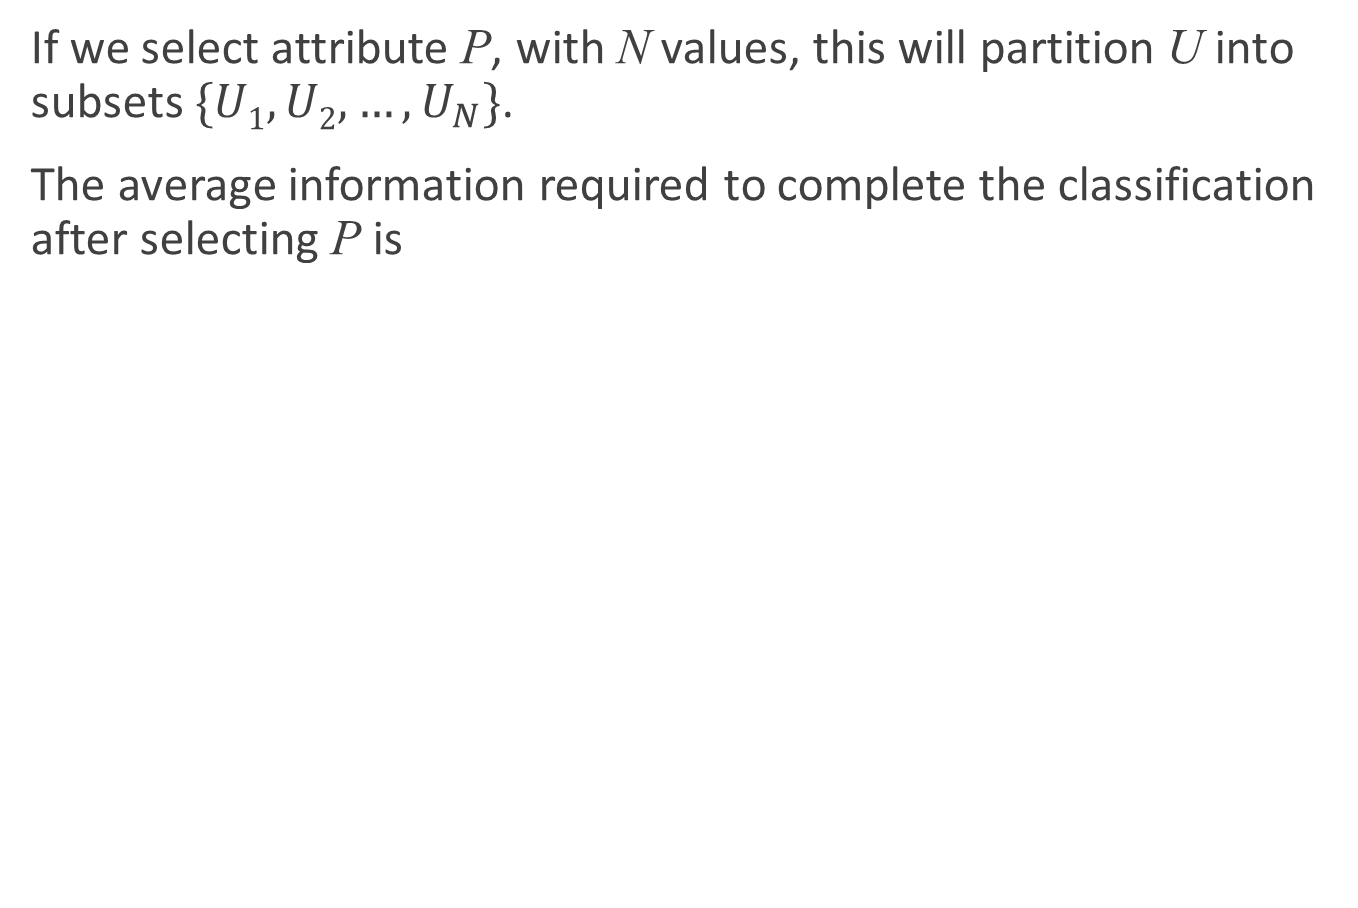 If we select attribute P, with N values, this will partition U into
subsets {U₁, U₂, … , U_N}.
The average information required to complete the classification
after selecting P is